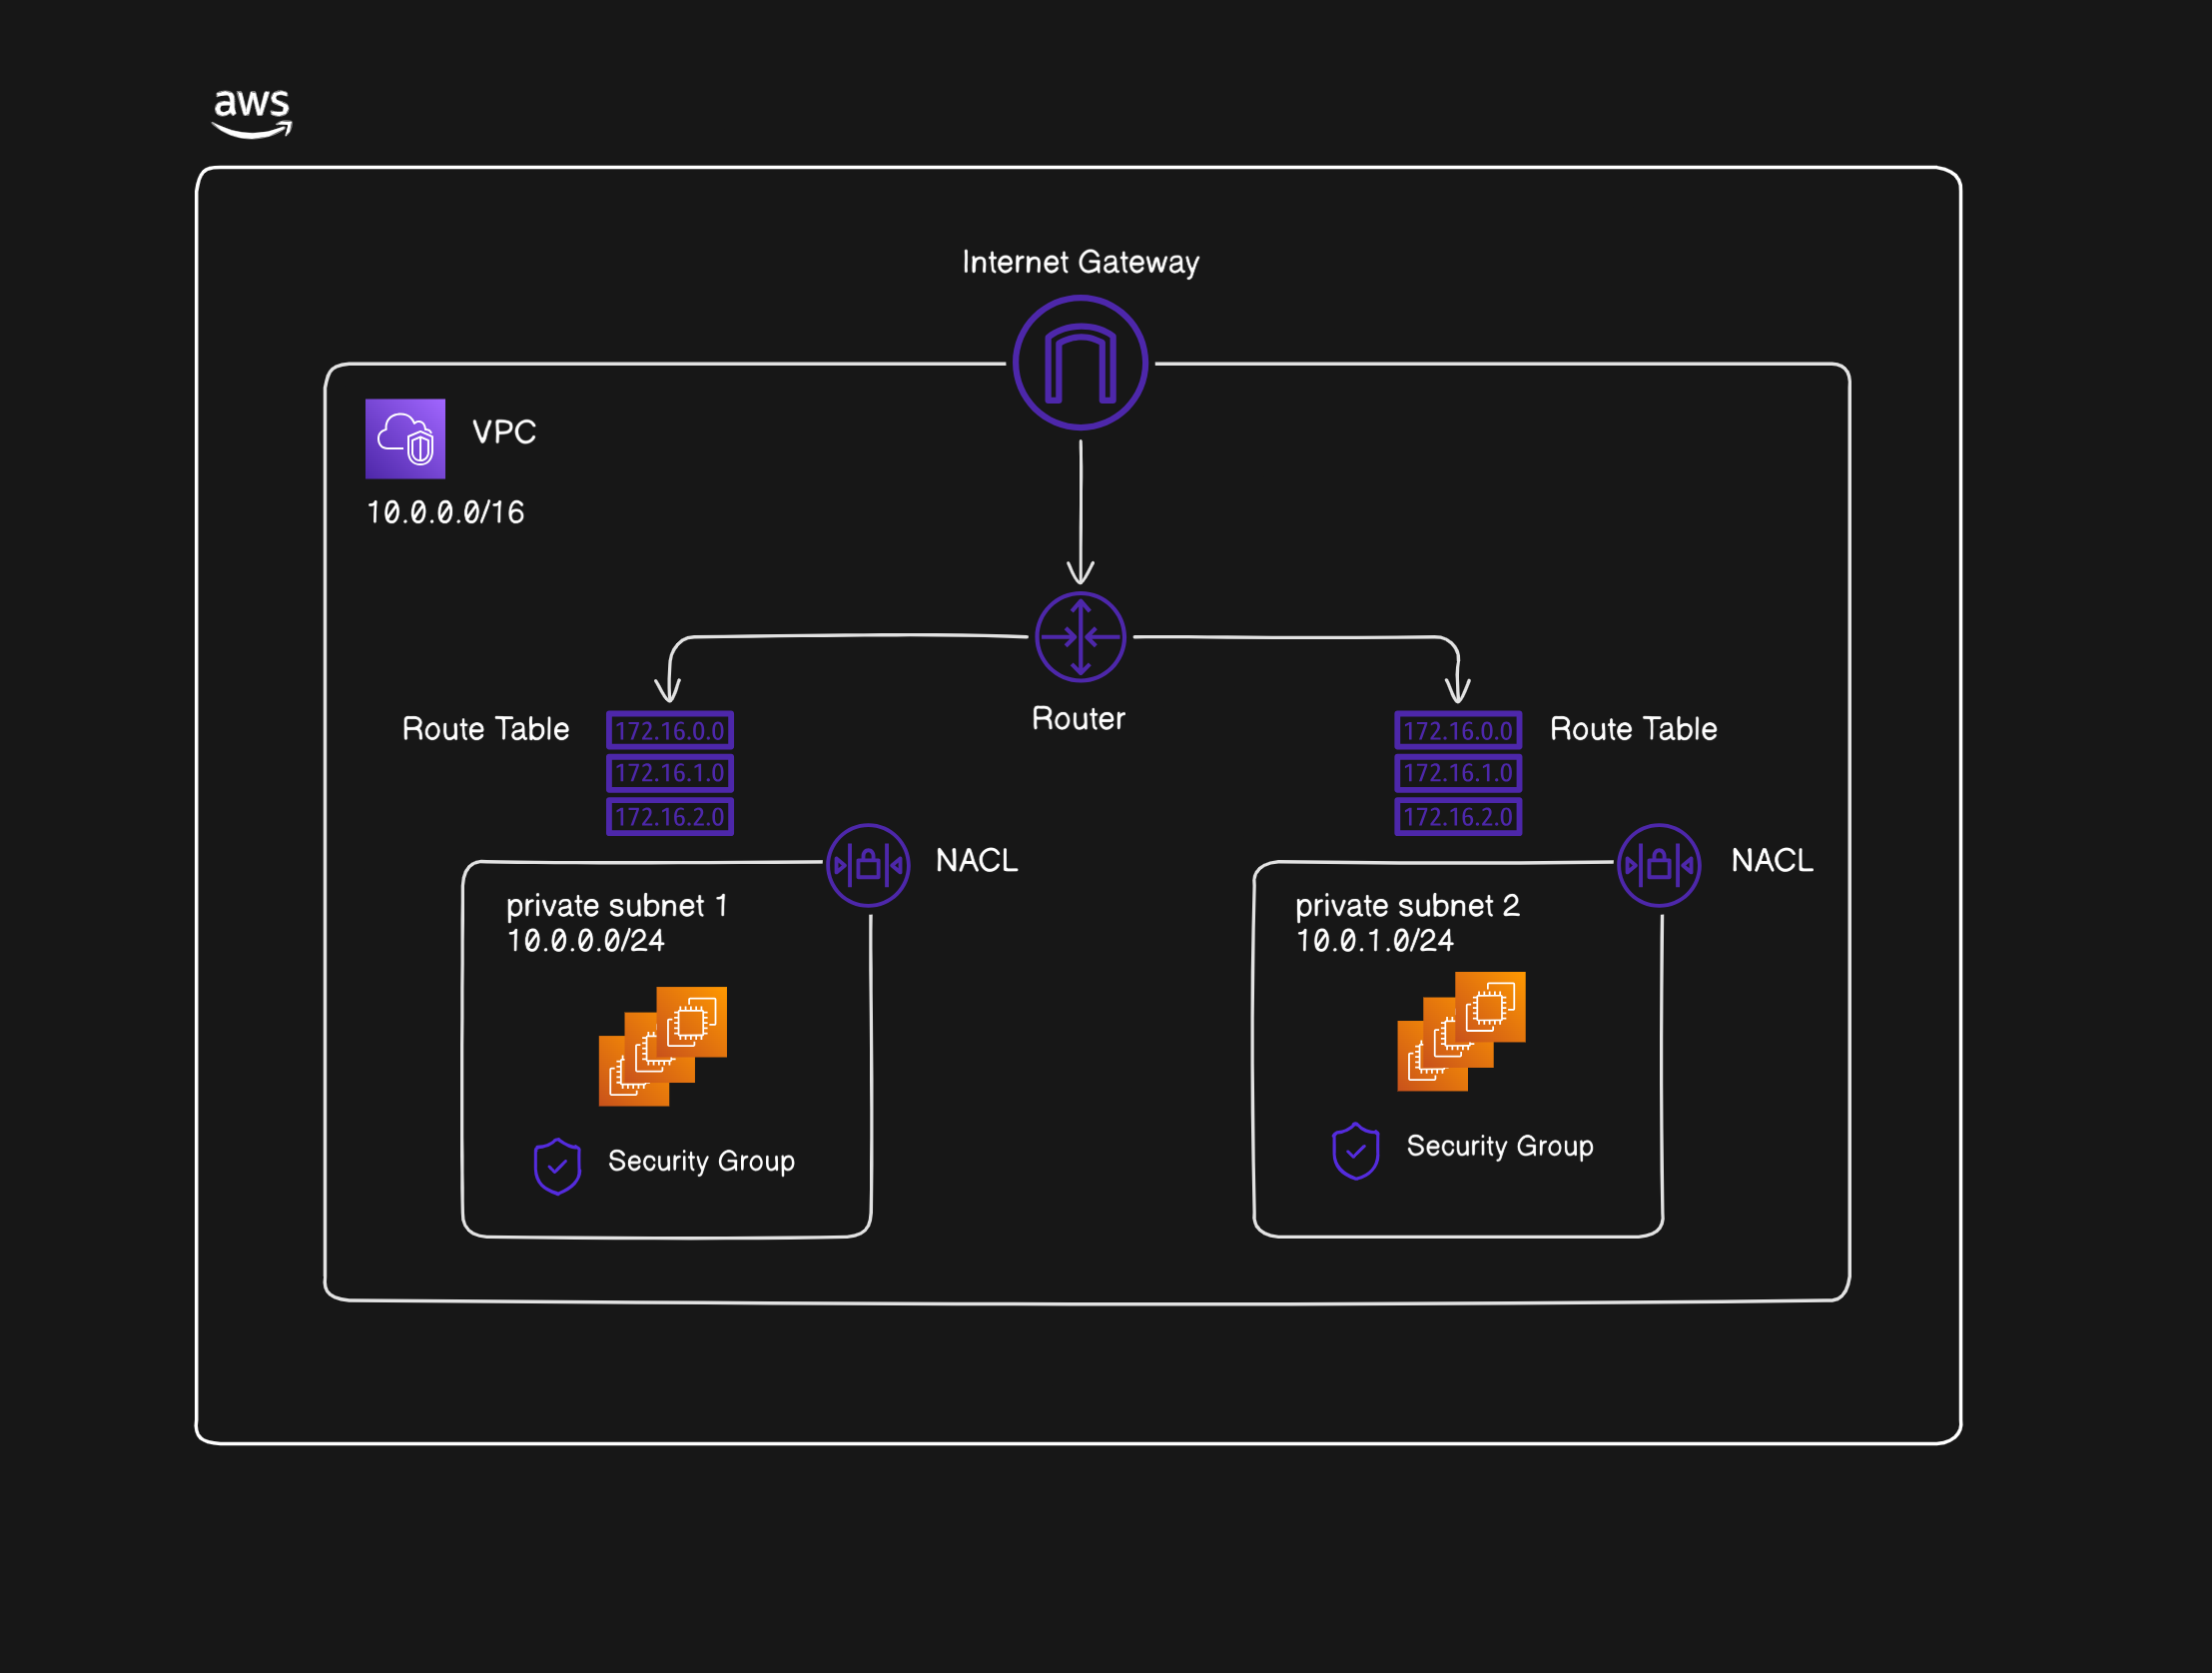 aws
Internet Gateway
VPC
10.0.0.0/16
Router
Route Table
172.16.0.0
172.16.1.0
172.16.2.0
172.16.0.0
172.16.1.0
172.16.2.0
Route Table
NACL
NACL
private subnet 1
10.0.0.0/24
Security Group
private subnet 2
10.0.1.0/24
Security Group